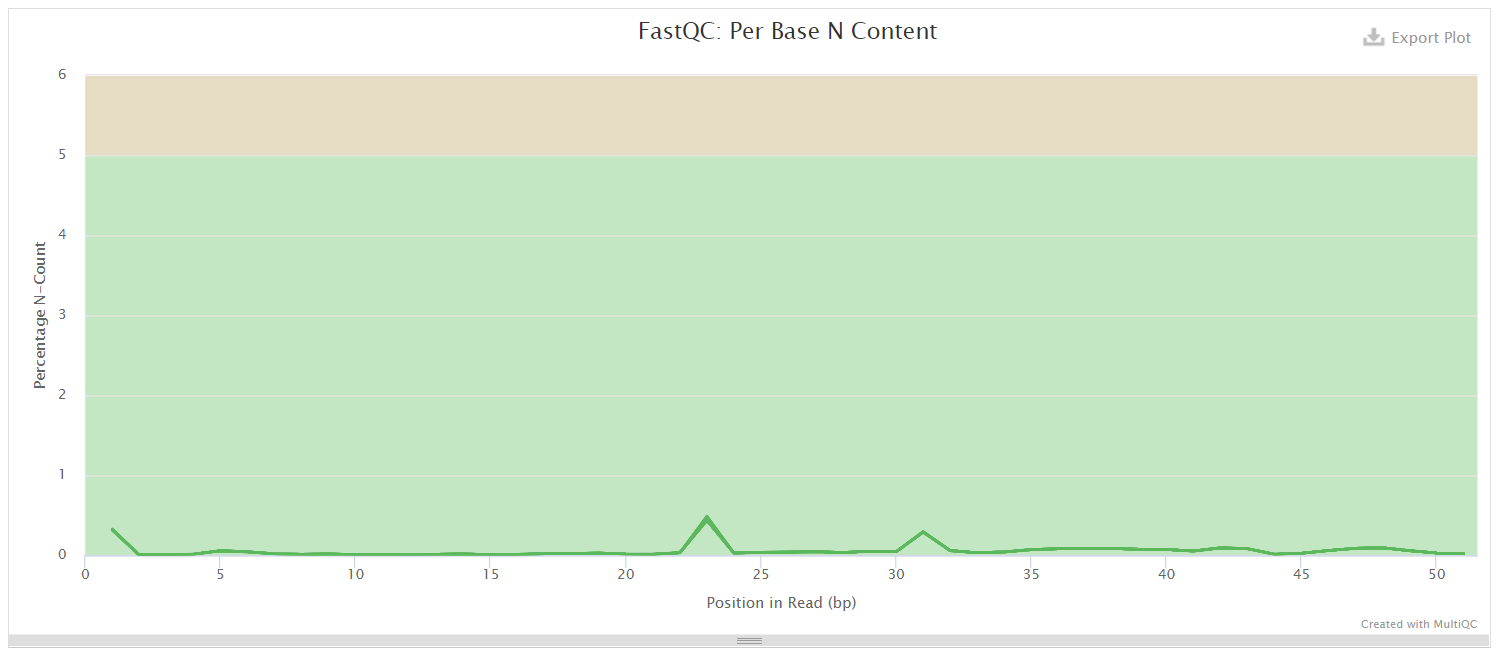 FastQC: Per Base N Content
Export Plot
6
5
4
3
2
1
0
Percentage N-Count
0 5 10 15 20 25 30 35 40 45 50
Position in Read (bp)
Created with MultiQC